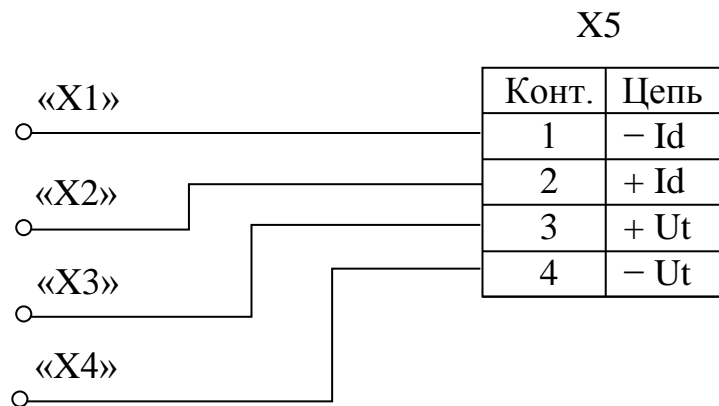 X5
Конт. Цепь
«X1»
1 − Id
«X2»
2 + Id
3 + Ut
«X3»
4 − Ut
«X4»